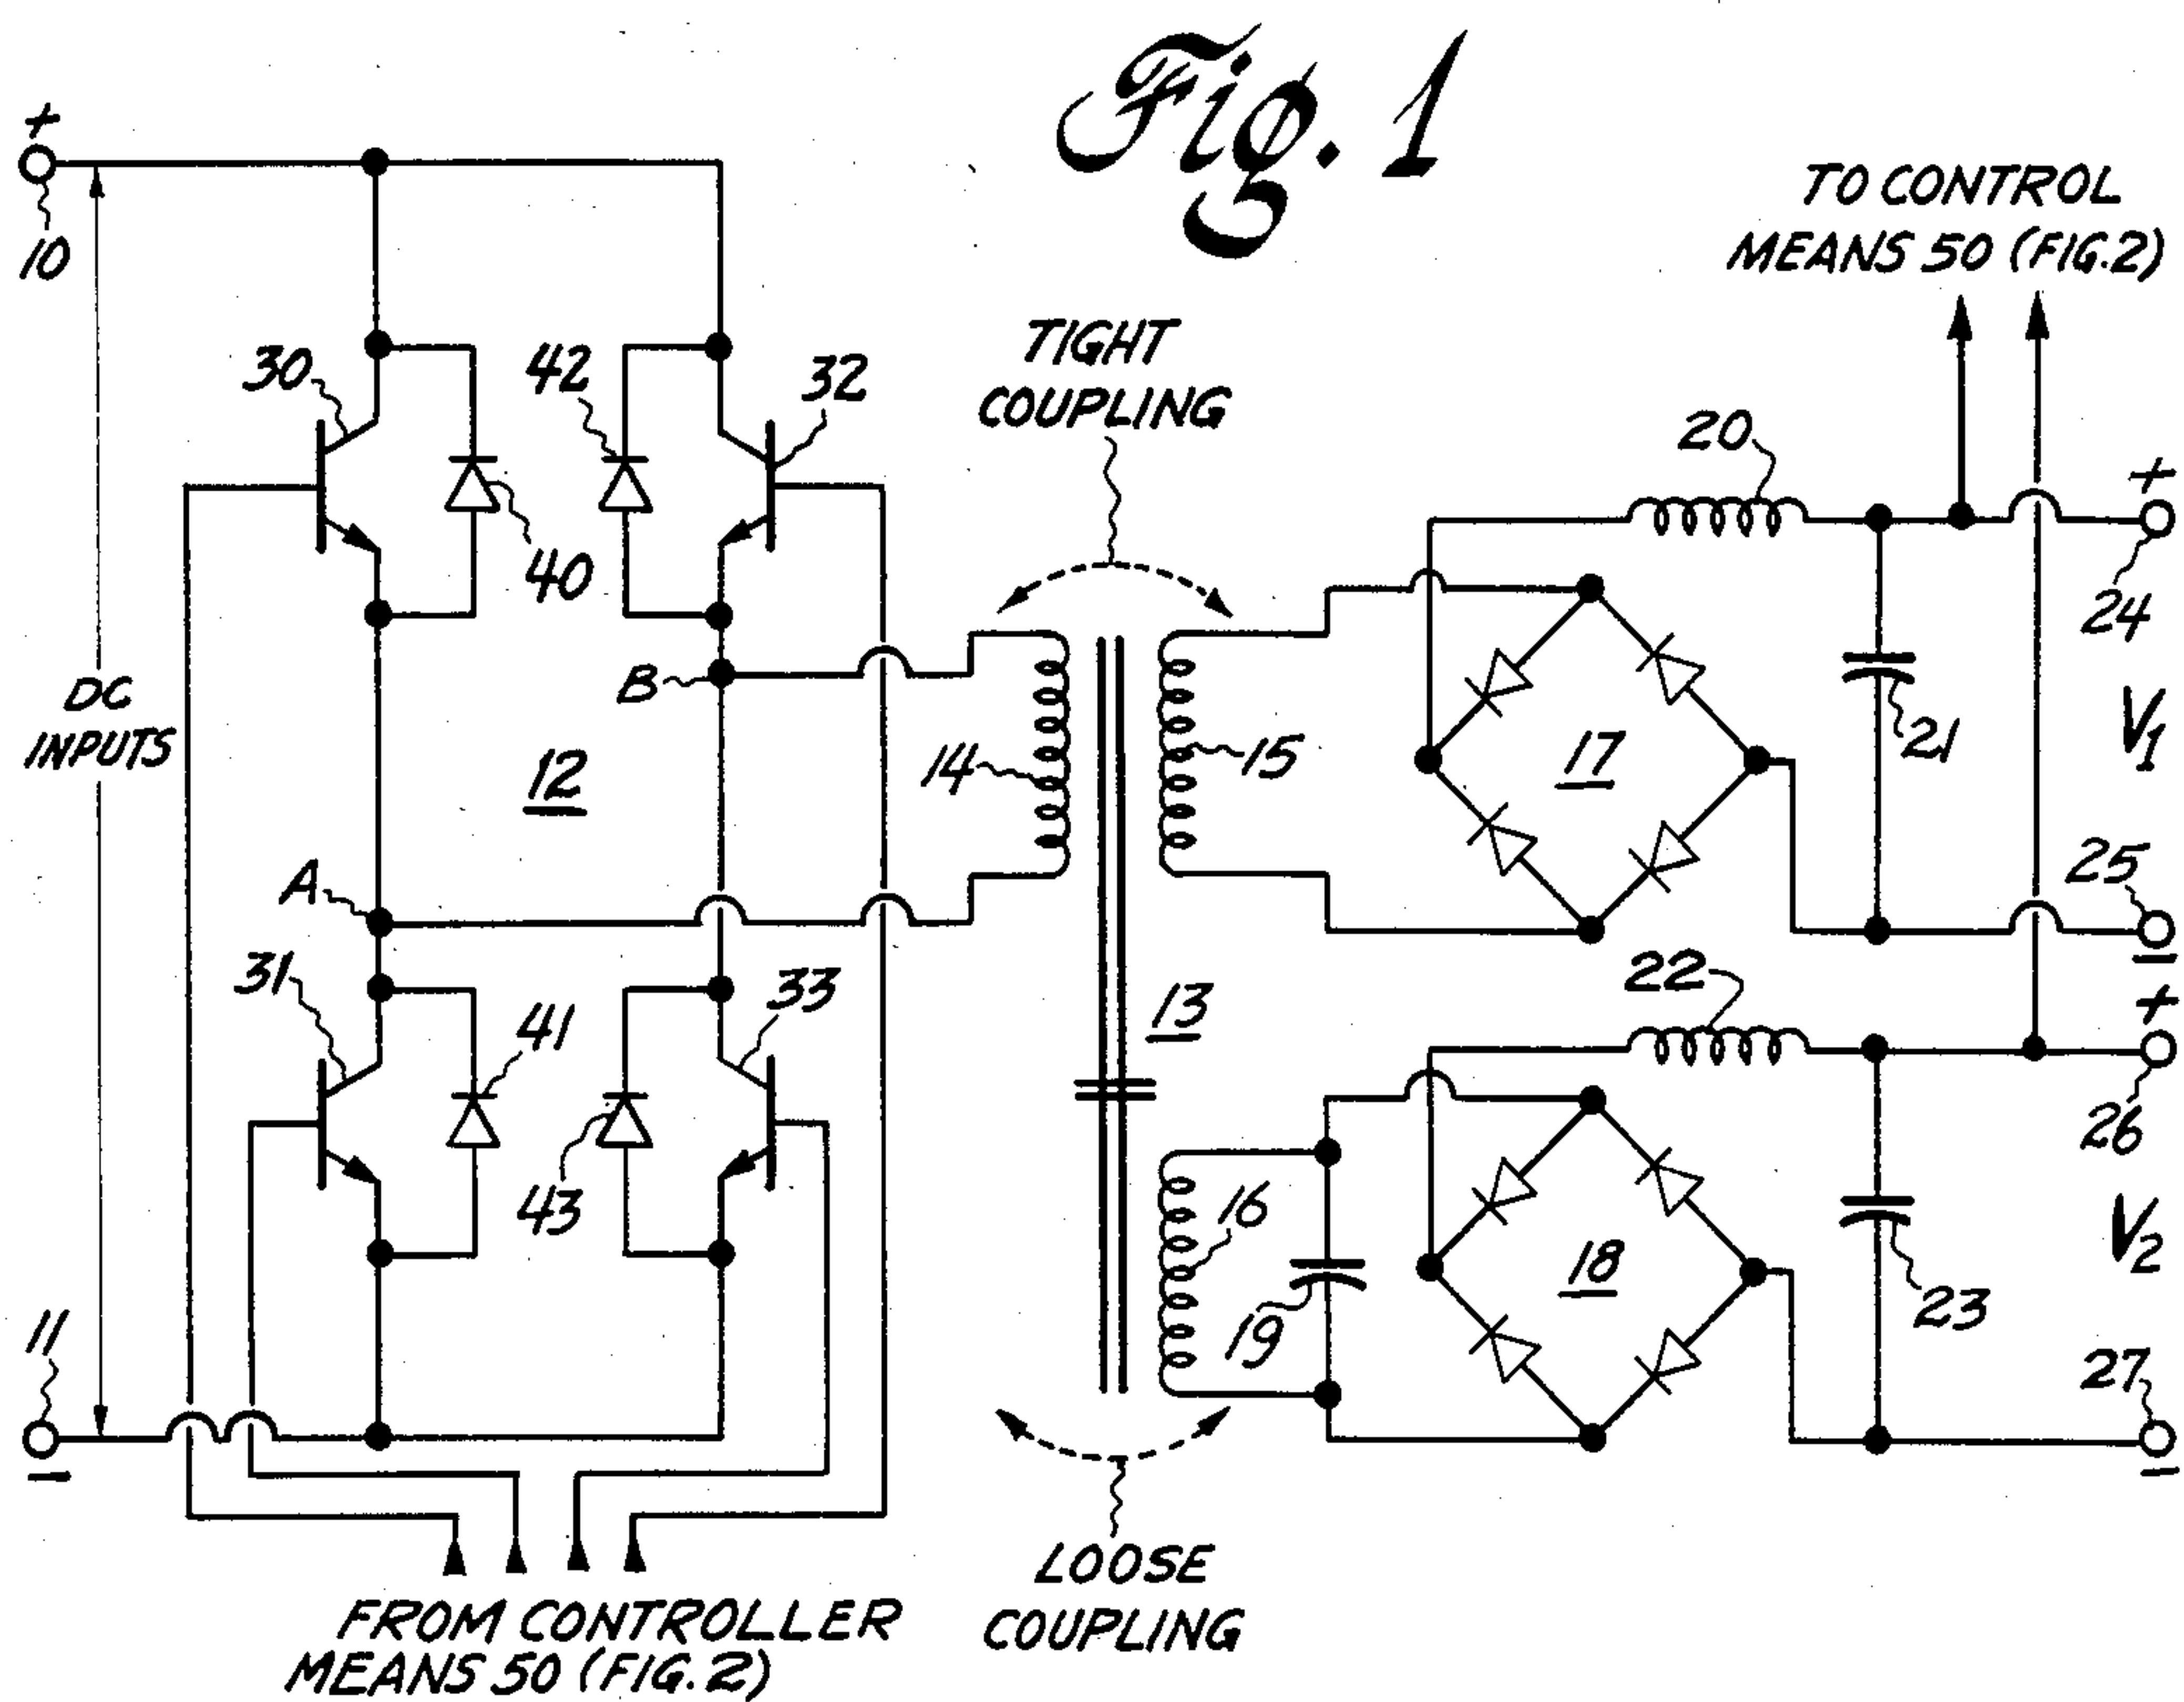 Fig. 1
+
10
TO CONTROL
MEANS 50 (FIG.2)
TIGHT
COUPLING
30
42
32
40
20
+
24
DC
INPUTS
B
12
14
15
17
21
V1
A
25
−
31
41
33
13
22
+
26
43
16
19
18
V2
23
11
−
27
−
LOOSE
COUPLING
FROM CONTROLLER
MEANS 50 (FIG.2)